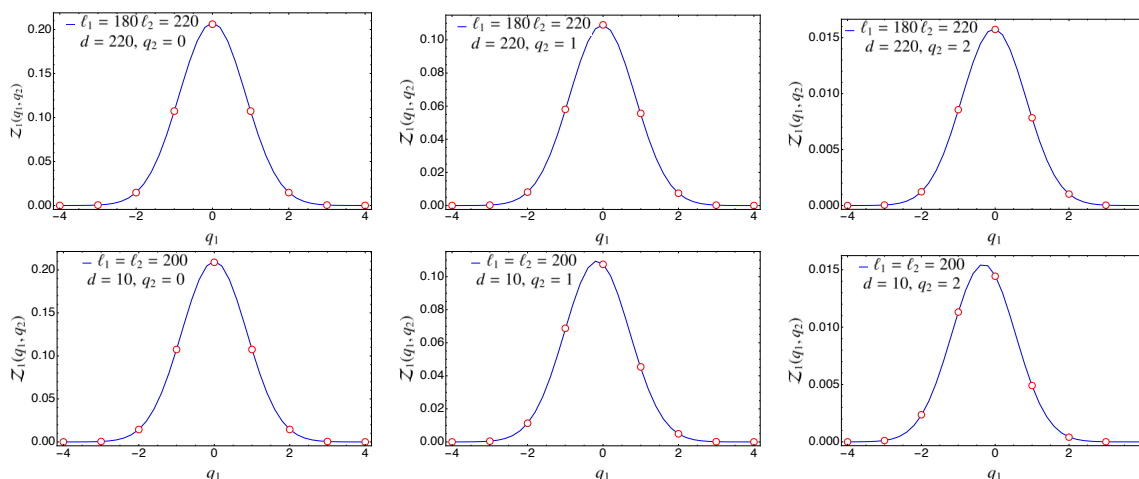 ℓ1 = 180 ℓ2 = 220
d = 220, q2 = 0
Z1(q1, q2)
0.20
0.15
0.10
0.05
0.00
-4 -2 0 2 4
q1
ℓ1 = 180 ℓ2 = 220
d = 220, q2 = 1
Z1(q1, q2)
0.10
0.08
0.06
0.04
0.02
0.00
-4 -2 0 2 4
q1
ℓ1 = 180 ℓ2 = 220
d = 220, q2 = 2
Z1(q1, q2)
0.015
0.010
0.005
0.000
-4 -2 0 2
q1
ℓ1 = ℓ2 = 200
d = 10, q2 = 0
Z1(q1, q2)
0.20
0.15
0.10
0.05
0.00
-4 -2 0 2 4
q1
ℓ1 = ℓ2 = 200
d = 10, q2 = 1
Z1(q1, q2)
0.10
0.08
0.06
0.04
0.02
0.00
-4 -2 0 2 4
q1
ℓ1 = ℓ2 = 200
d = 10, q2 = 2
Z1(q1, q2)
0.015
0.010
0.005
0.000
-4 -2 0 2
q1